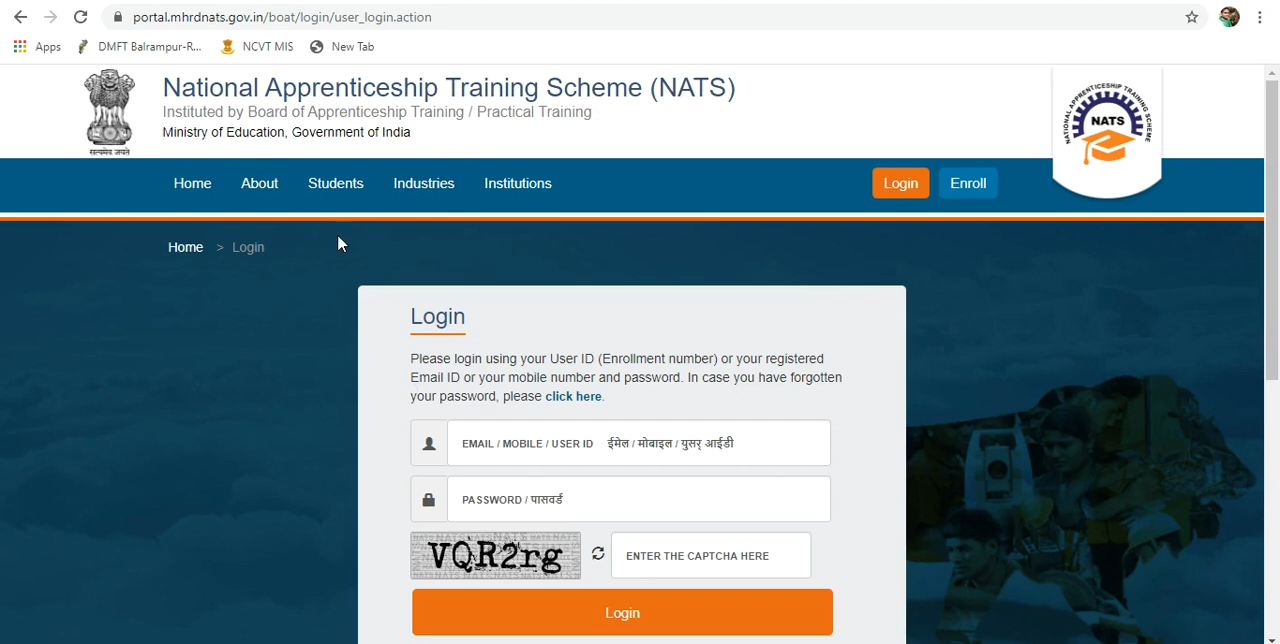 portal.mhrdnats.gov.in/boat/login/user_login.action
Apps DMFT Balrampur-R... NCVT MIS New Tab
National Apprenticeship Training Scheme (NATS)
Instituted by Board of Apprenticeship Training / Practical Training
Ministry of Education, Government of India
सत्यमेव जयते
NATIONAL APPRENTICESHIP TRAINING SCHEME
NATS
Home About Students Industries Institutions Login Enroll
Home > Login
Login
Please login using your User ID (Enrollment number) or your registered
Email ID or your mobile number and password. In case you have forgotten
your password, please click here.
EMAIL / MOBILE / USER ID ईमेल / मोबाइल / युसर् आईडी
PASSWORD / पासवर्ड
VQR2rg ENTER THE CAPTCHA HERE
Login